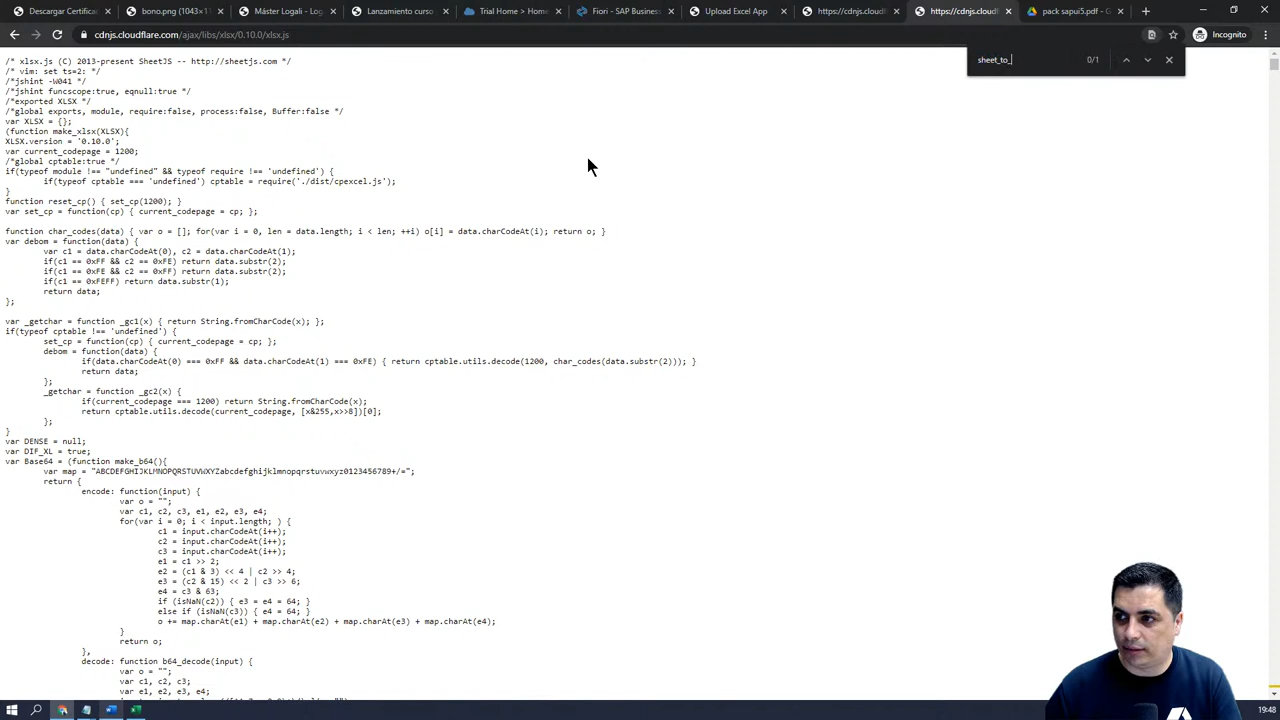 Descargar Certific
bono.png (1043×1
Máster Logali - Log
Lanzamiento curso
Trial Home > Home
Fiori - SAP Busines
Upload Excel App
https://cdnjs.cloudf
https://cdnjs.cloudf
pack sapui5.pdf - G
cdnjs.cloudflare.com/ajax/libs/xlsx/0.10.0/xlsx.js
Incognito
sheet_to_
0/1
/* xlsx.js (C) 2013-present SheetJS -- http://sheetjs.com */
/* vim: set ts=2: */
/*jshint -W041 */
/*jshint funcscope:true, eqnull:true */
/*exported XLSX */
/*global exports, module, require:false, process:false, Buffer:false */
var XLSX = {};
(function make_xlsx(XLSX){
XLSX.version = '0.10.0';
var current_codepage = 1200;
/*global cptable:true */
if(typeof module !== "undefined" && typeof require !== 'undefined') {
if(typeof cptable === 'undefined') cptable = require('./dist/cpexcel.js');
}
function reset_cp() { set_cp(1200); }
var set_cp = function(cp) { current_codepage = cp; };
function char_codes(data) { var o = []; for(var i = 0, len = data.length; i < len; ++i) o[i] = data.charCodeAt(i); return o; }
var debom = function(data) {
var c1 = data.charCodeAt(0), c2 = data.charCodeAt(1);
if(c1 == 0xFF && c2 == 0xFE) return data.substr(2);
if(c1 == 0xFE && c2 == 0xFF) return data.substr(2);
if(c1 == 0xFEFF) return data.substr(1);
return data;
};
var _getchar = function _gc1(x) { return String.fromCharCode(x); };
if(typeof cptable !== 'undefined') {
set_cp = function(cp) { current_codepage = cp; };
debom = function(data) {
if(data.charCodeAt(0) === 0xFF && data.charCodeAt(1) === 0xFE) { return cptable.utils.decode(1200, char_codes(data.substr(2))); }
return data;
};
_getchar = function _gc2(x) {
if(current_codepage === 1200) return String.fromCharCode(x);
return cptable.utils.decode(current_codepage, [x&255,x>>8])[0];
};
}
var DENSE = null;
var DIF_XL = true;
var Base64 = (function make_b64(){
var map = "ABCDEFGHIJKLMNOPQRSTUVWXYZabcdefghijklmnopqrstuvwxyz0123456789+/=";
return {
encode: function(input) {
var o = "";
var c1, c2, c3, e1, e2, e3, e4;
for(var i = 0; i < input.length; ) {
c1 = input.charCodeAt(i++);
c2 = input.charCodeAt(i++);
c3 = input.charCodeAt(i++);
e1 = c1 >> 2;
e2 = (c1 & 3) << 4 | c2 >> 4;
e3 = (c2 & 15) << 2 | c3 >> 6;
e4 = c3 & 63;
if (isNaN(c2)) { e3 = e4 = 64; }
else if (isNaN(c3)) { e4 = 64; }
o += map.charAt(e1) + map.charAt(e2) + map.charAt(e3) + map.charAt(e4);
}
return o;
},
decode: function b64_decode(input) {
var o = "";
var c1, c2, c3;
var e1, e2, e3, e4;
19:48